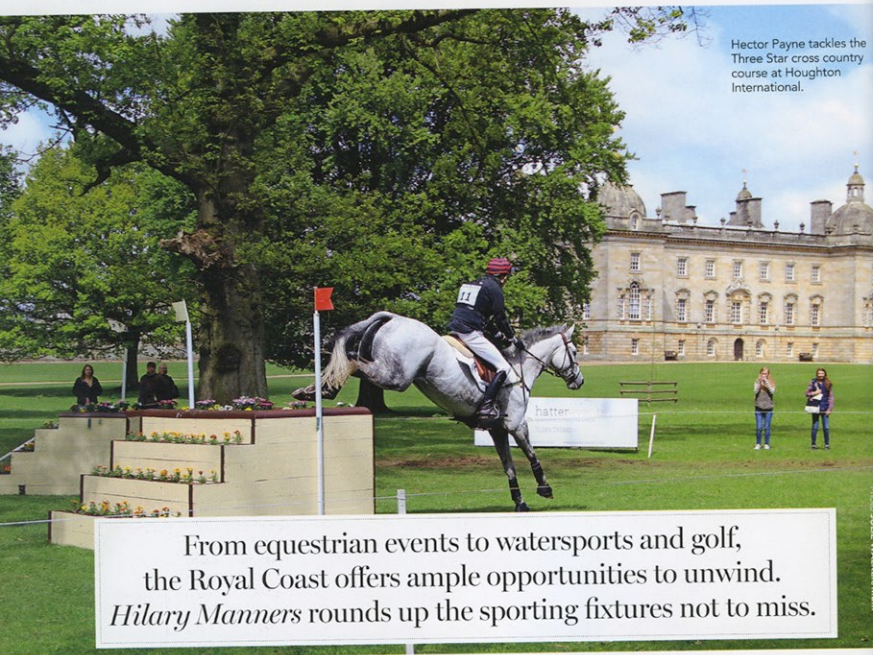 Hector Payne tackles the
Three Star cross country
course at Houghton
International.
11
hatter
From equestrian events to watersports and golf,
the Royal Coast offers ample opportunities to unwind.
Hilary Manners rounds up the sporting fixtures not to miss.